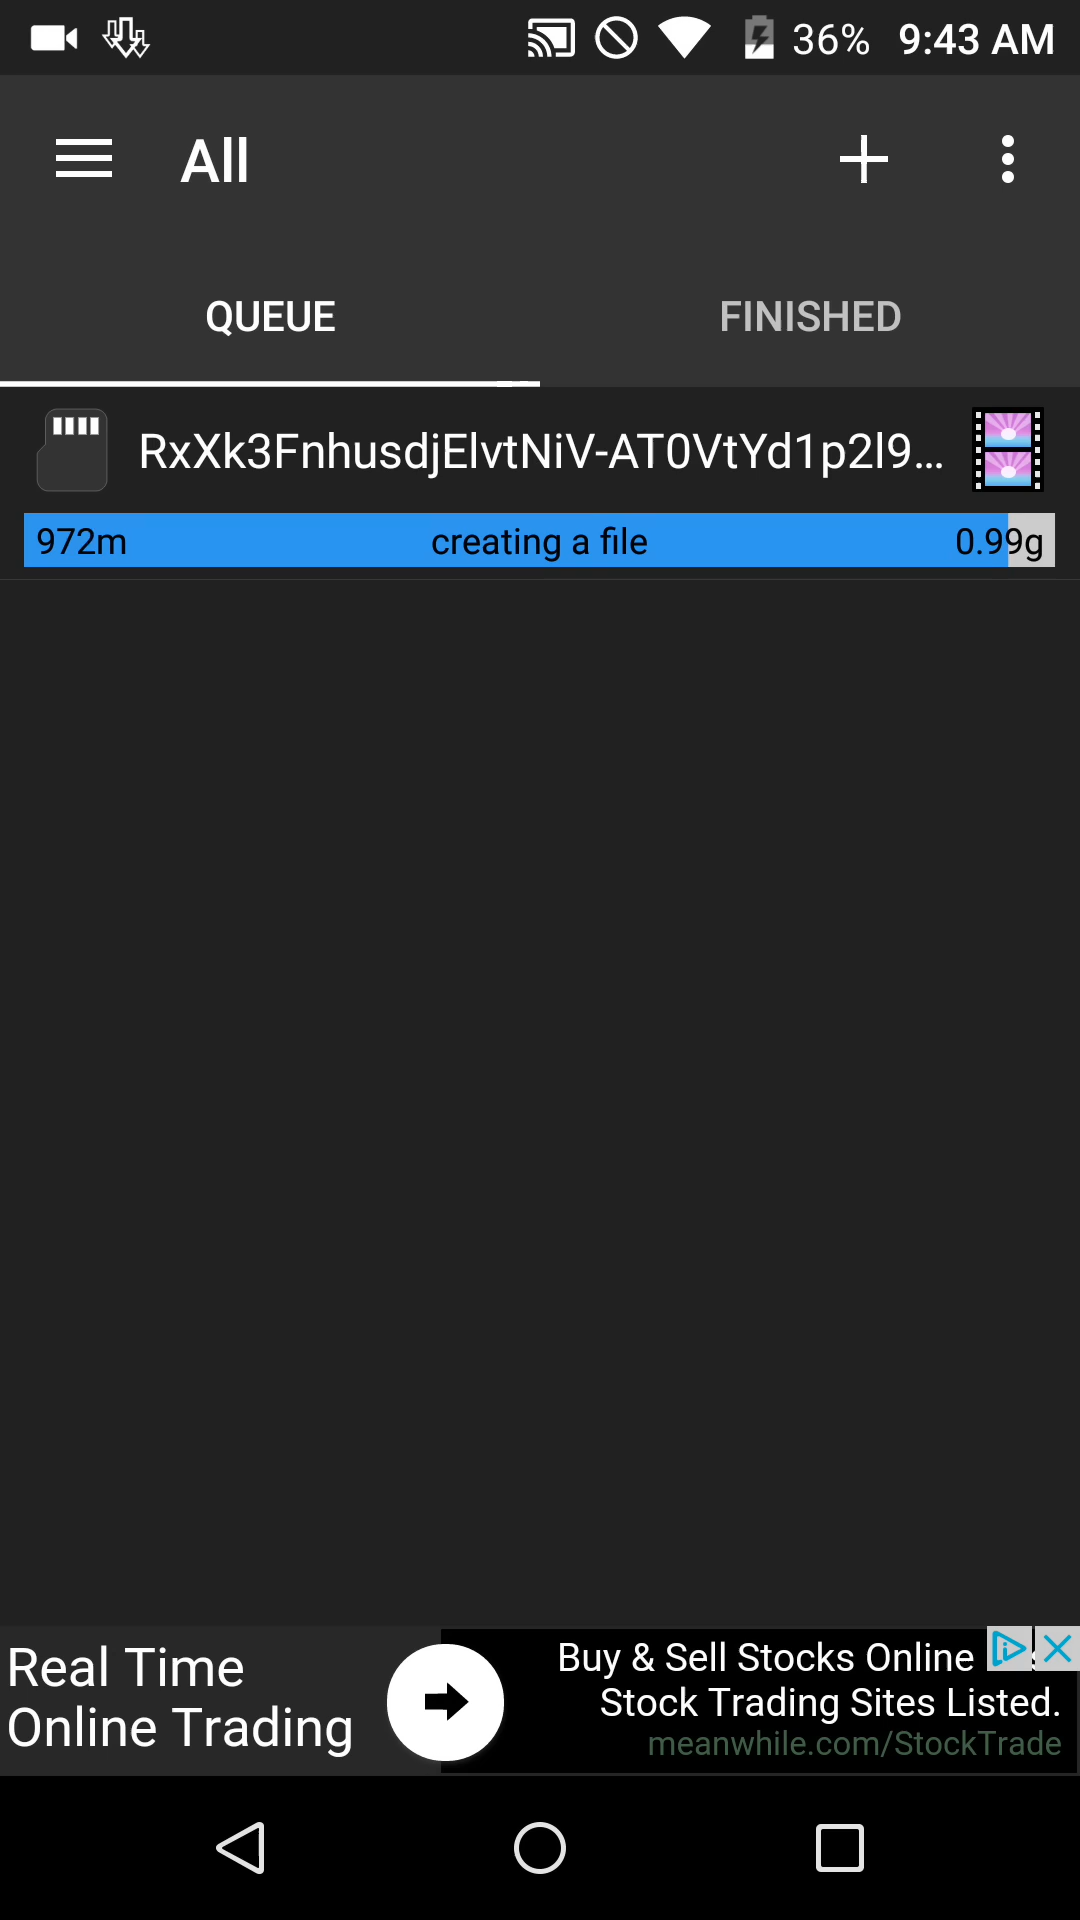 36% 9:43 AM
All
QUEUE FINISHED
RxXk3FnhusdjElvtNiV-AT0VtYd1p2l9...
972m creating a file 0.99g
Real Time
Online Trading
Buy & Sell Stocks Online
Stock Trading Sites Listed.
meanwhile.com/StockTrade